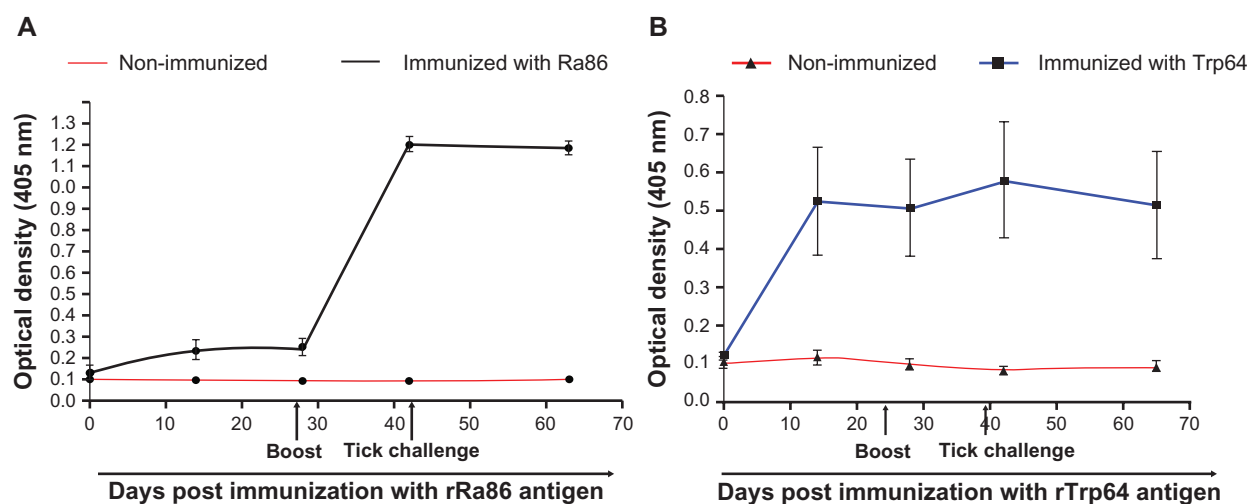 A
Non-immunized
Immunized with Ra86
Optical density (405 nm)
1.3
1.2
1.1
0.0
0.9
0.8
0.7
0.6
0.5
0.4
0.3
0.2
0.1
0.0
0 10 20 30 40 50 60 70
Boost Tick challenge
Days post immunization with rRa86 antigen
B
Non-immunized
Immunized with Trp64
Optical density (405 nm)
0.8
0.7
0.6
0.5
0.4
0.3
0.2
0.1
0.0
0 10 20 30 40 50 60 70
Boost Tick challenge
Days post immunization with rTrp64 antigen